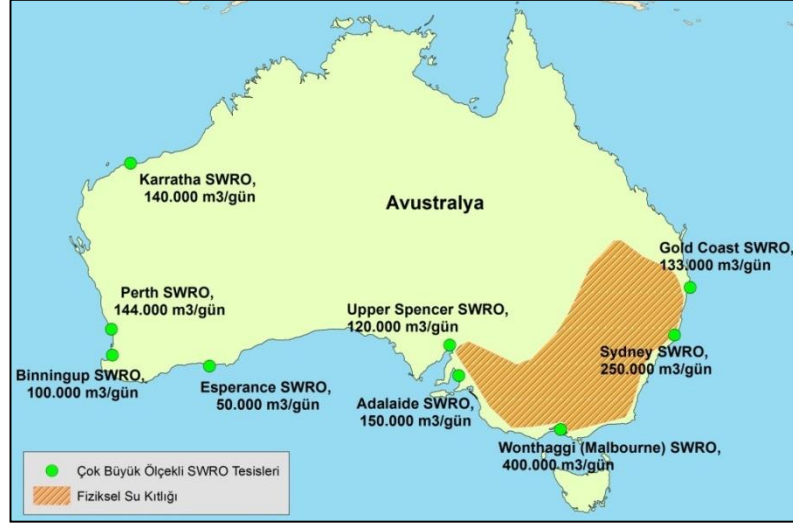 Karratha SWRO,
140.000 m3/gün
Avustralya
Gold Coast SWRO,
133.000 m3/gün
Perth SWRO,
144.000 m3/gün
Upper Spencer SWRO,
120.000 m3/gün
Binningup SWRO,
100.000 m3/gün
Esperance SWRO,
50.000 m3/gün
Sydney SWRO,
250.000 m3/gün
Adalaide SWRO,
150.000 m3/gün
Wonthaggi (Malbourne) SWRO,
400.000 m3/gün
Çok Büyük Ölçekli SWRO Tesisleri
Fiziksel Su Kıtlığı